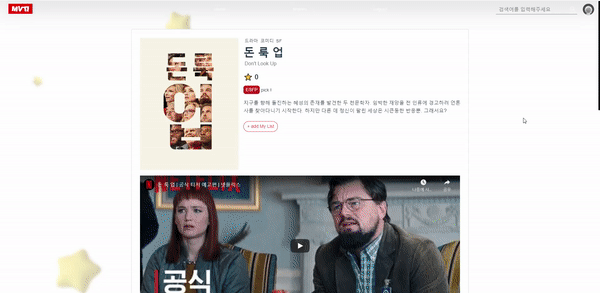 MVTI
검색어를 입력해주세요
드라마 코미디 SF
돈 룩 업
Don't Look Up
0
ESFP pick !
지구를 향해 돌진하는 혜성의 존재를 발견한 두 천문학자. 임박한 재앙을 전 인류에 경고하러 언론
사를 찾아다니기 시작한다. 하지만 다른 데 정신이 팔린 세상은 시큰둥한 반응뿐. 그래서요?
+ add My List
돈 룩 업
돈 룩 업 | 공식 티저 예고편 | 넷플릭스
나중에 시...
공유
공식